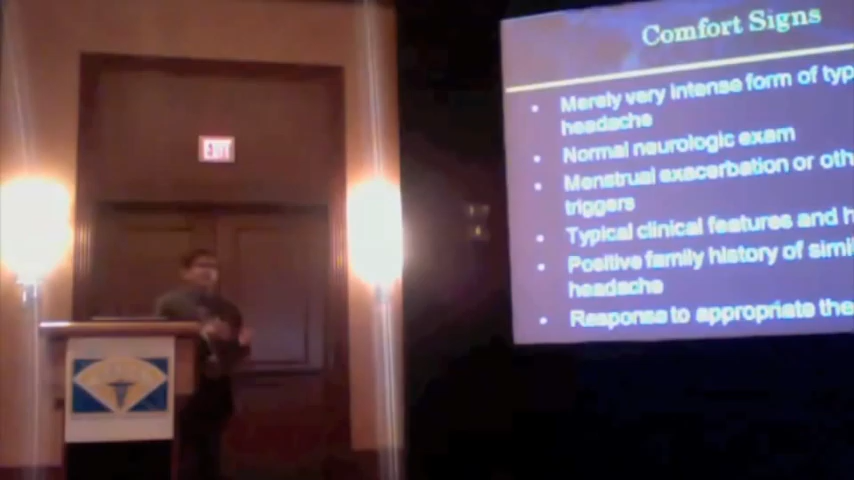 EXIT
Comfort Signs
• Merely very intense form of typ
headache
• Normal neurologic exam
• Menstrual exacerbation or oth
triggers
• Typical clinical features and h
• Positive family history of simil
headache
• Response to appropriate the